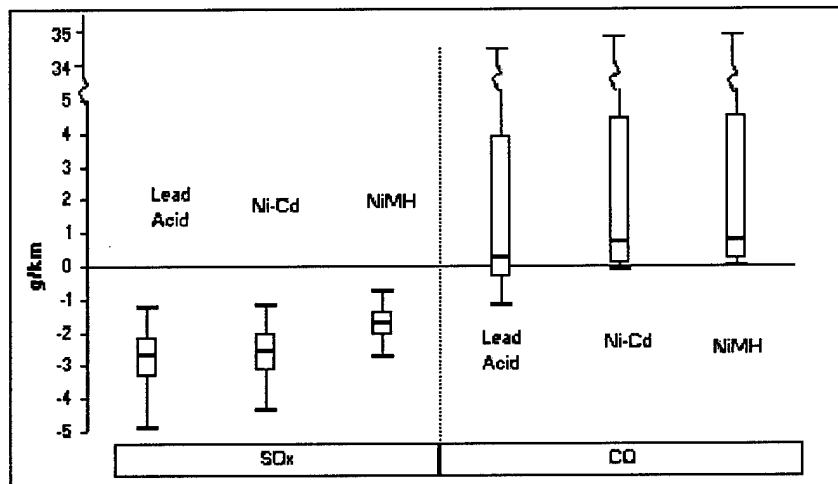 35
34
5
4
3
2
1
0
-1
-2
-3
-4
-5
g/km
Lead
Acid
Ni-Cd
NiMH
Lead
Acid
Ni-Cd
NiMH
SOx
CO